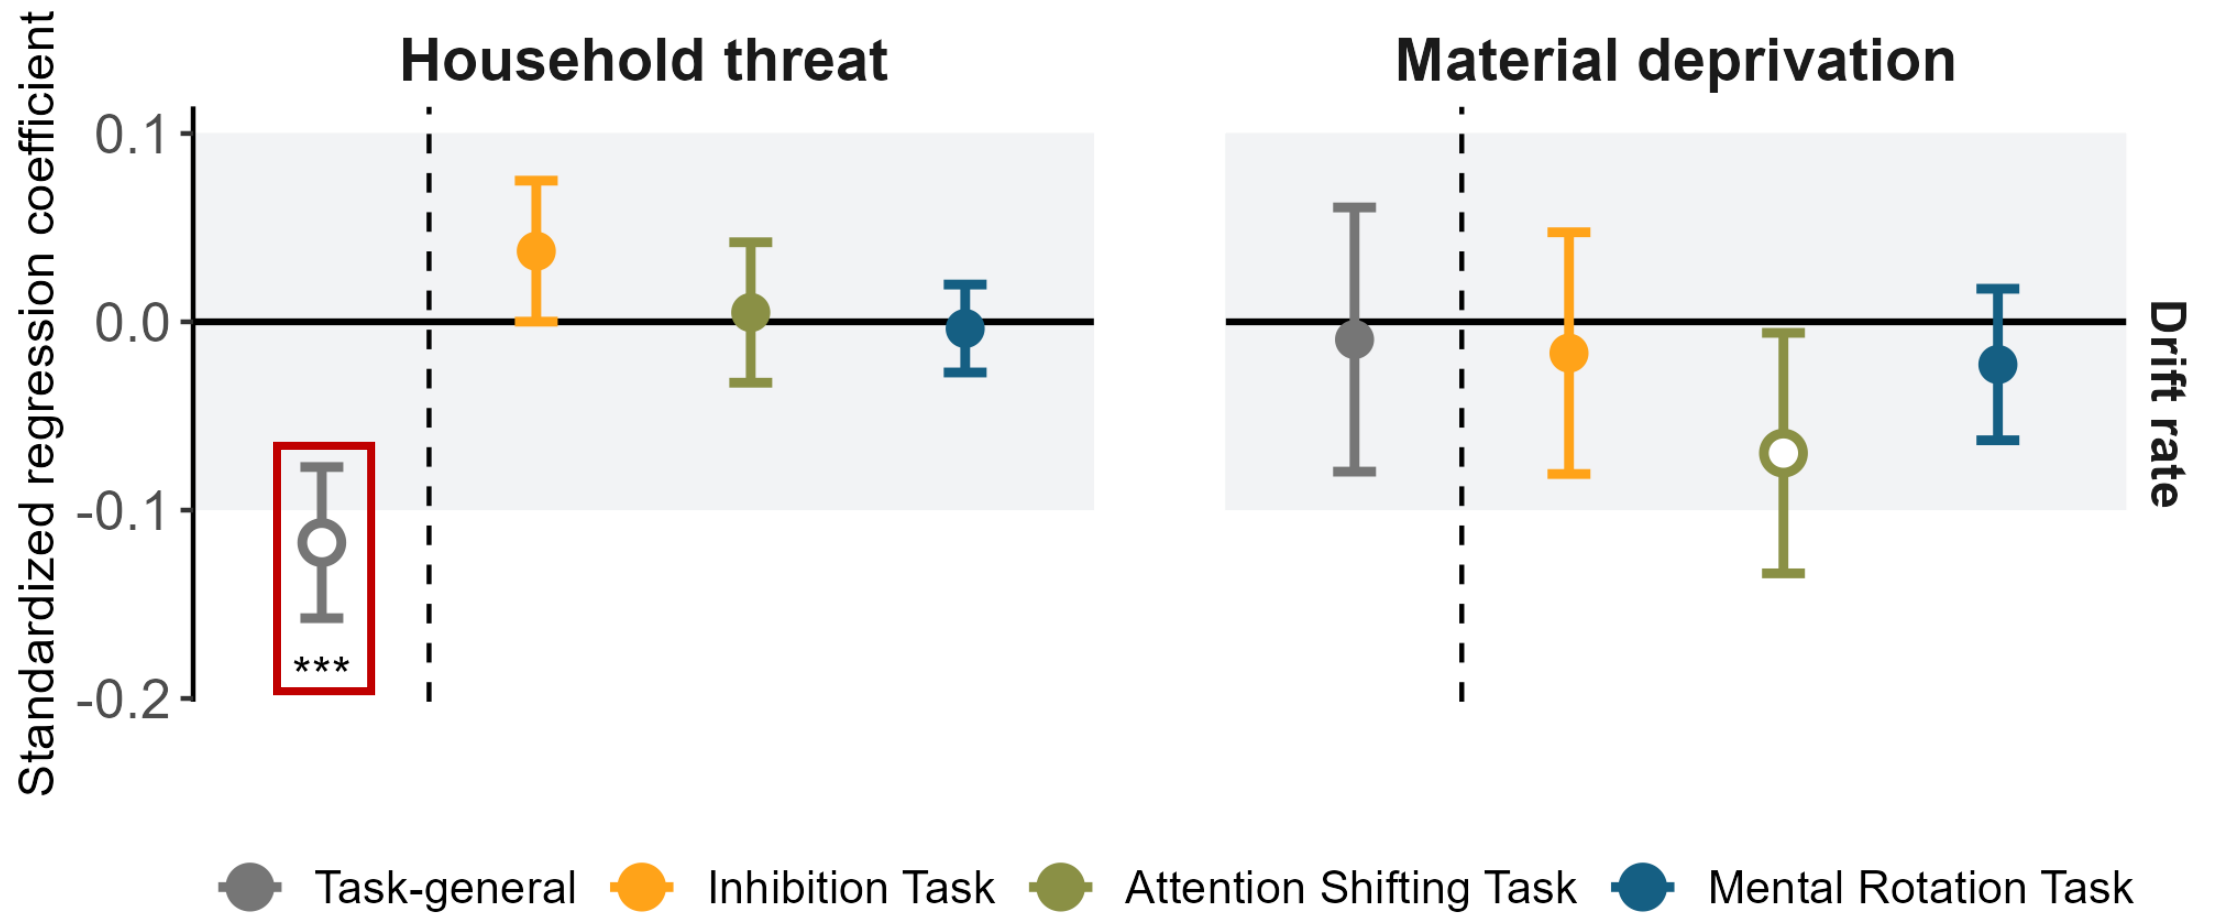 Standardized regression coefficient
Household threat
Material deprivation
0.1
0.0
-0.1
-0.2
***
Drift rate
Task-general
Inhibition Task
Attention Shifting Task
Mental Rotation Task